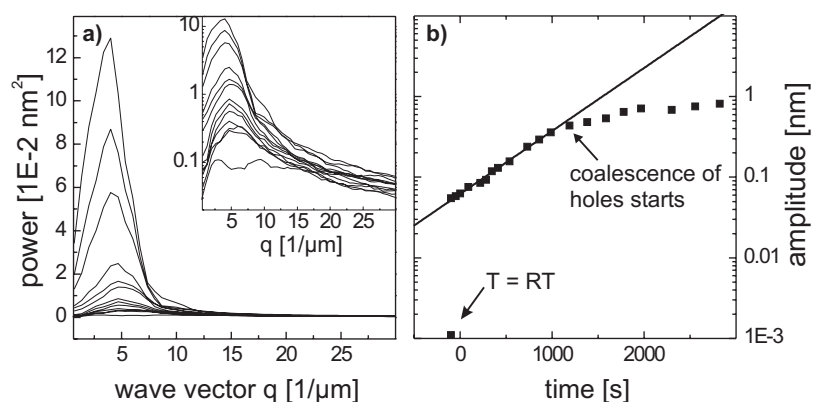 a)
12
10
8
6
4
2
0
power [1E-2 nm²]
5 10 15 20 25
wave vector q [1/µm]
10
1
0.1
5 10 15 20 25
q [1/µm]
b)
coalescence of
holes starts
T = RT
0 1000 2000
time [s]
1
0.1
0.01
1E-3
amplitude [nm]